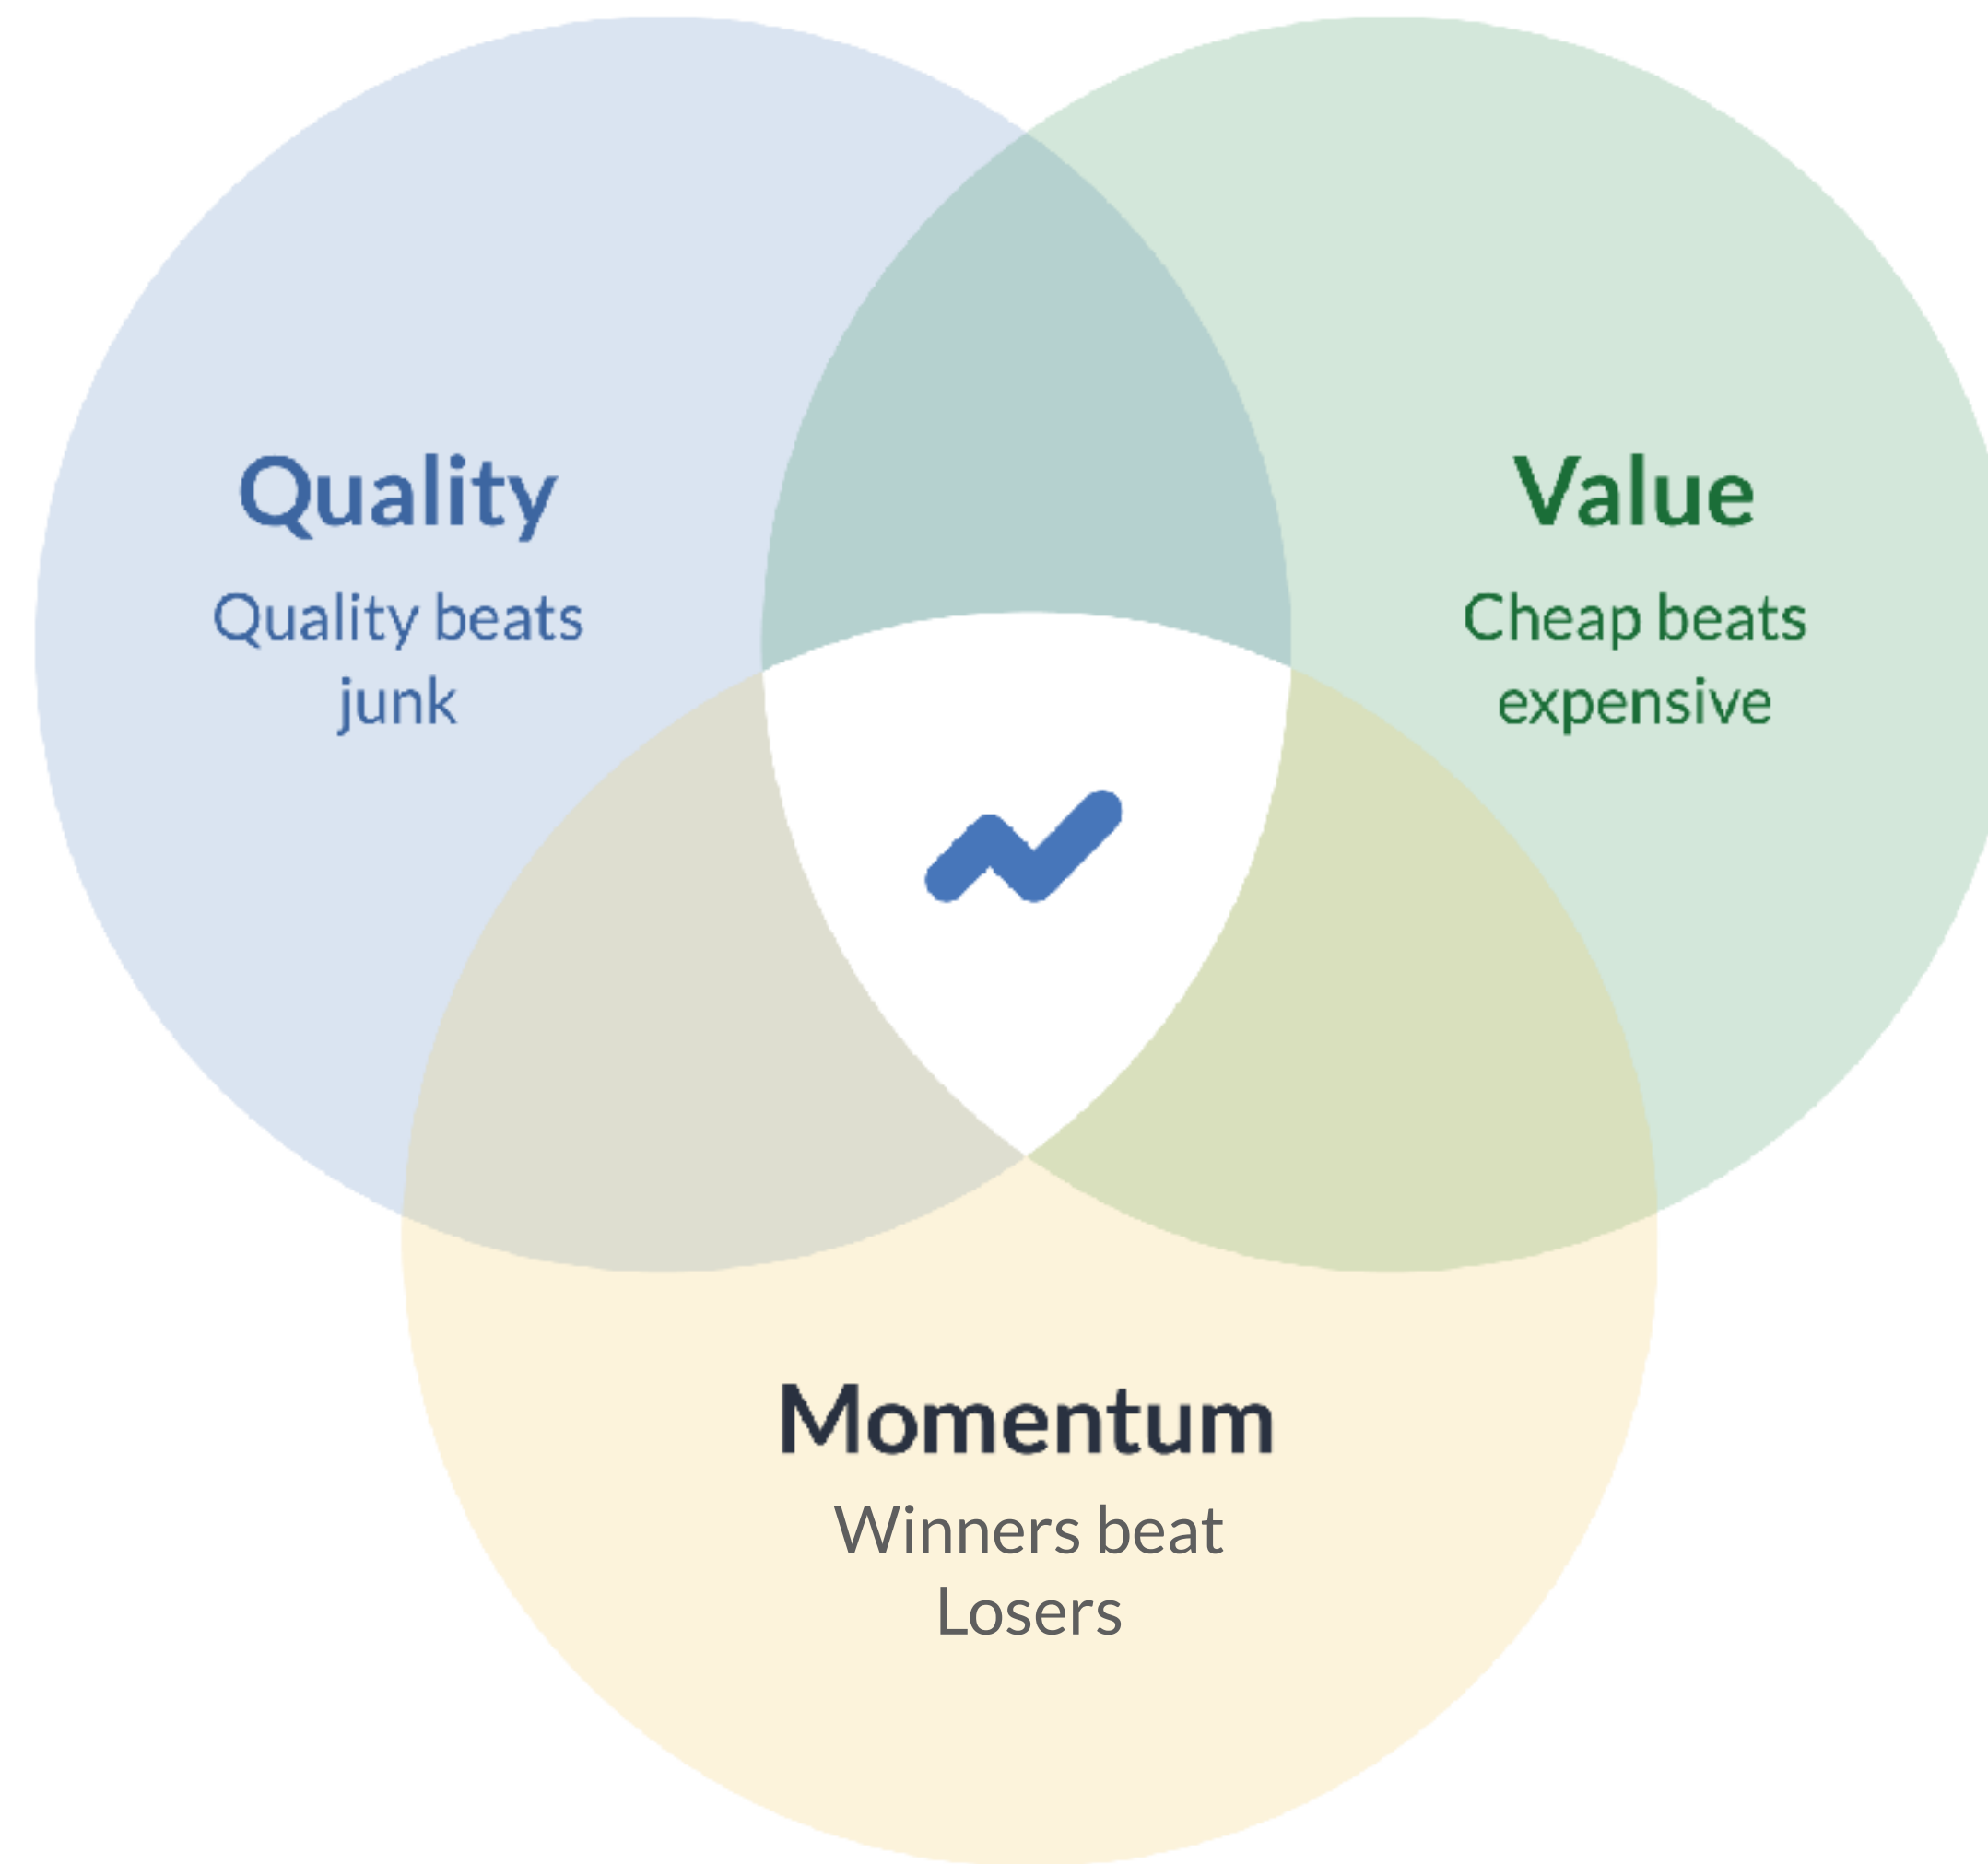 Quality
Quality beats
junk
Value
Cheap beats
expensive
Momentum
Winners beat
Losers